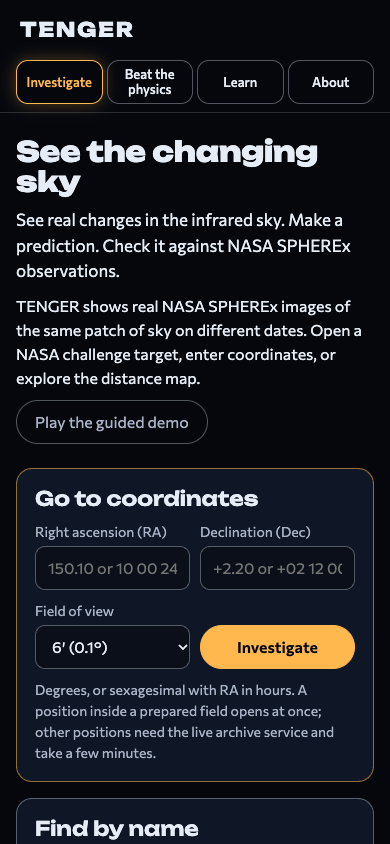 TENGER
Investigate
Beat the
physics
Learn
About
See the changing
sky
See real changes in the infrared sky. Make a
prediction. Check it against NASA SPHEREx
observations.
TENGER shows real NASA SPHEREx images of
the same patch of sky on different dates. Open a
NASA challenge target, enter coordinates, or
explore the distance map.
Play the guided demo
Go to coordinates
Right ascension (RA)
Declination (Dec)
150.10 or 10 00 24
+2.20 or +02 12 00
Field of view
6′ (0.1°)
Investigate
Degrees, or sexagesimal with RA in hours. A
position inside a prepared field opens at once;
other positions need the live archive service and
take a few minutes.
Find by name